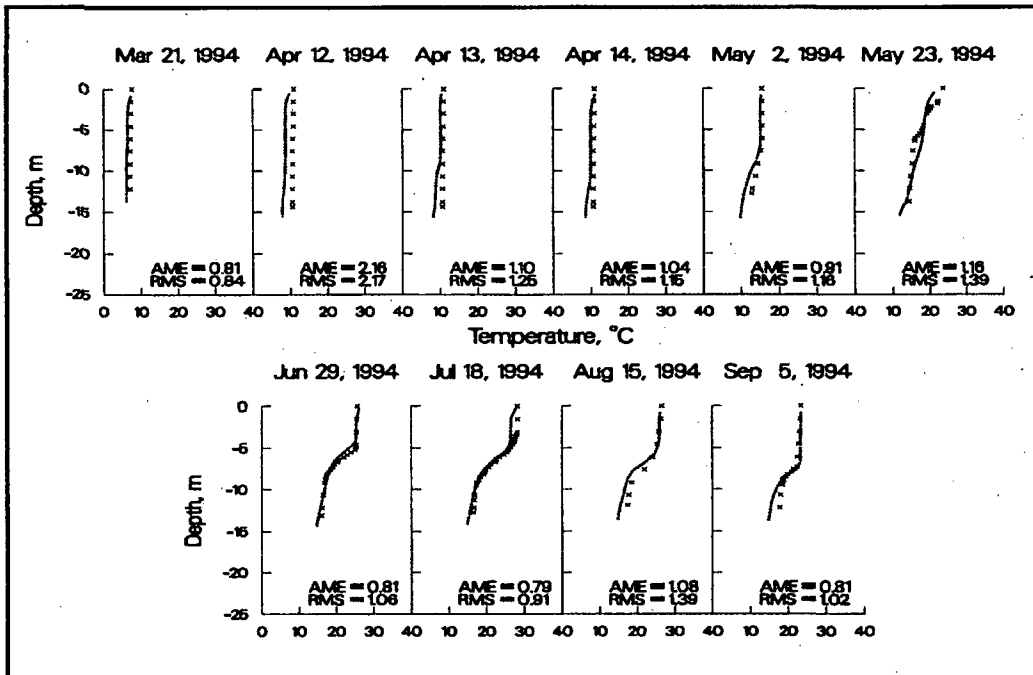 Mar 21, 1994 Apr 12, 1994 Apr 13, 1994 Apr 14, 1994 May 2, 1994 May 23, 1994
0
-5
-10
-15
-20
-25
Depth, m
AME = 0.81 AME = 2.16 AME = 1.10 AME = 1.04 AME = 0.91 AME = 1.16
RMS = 0.84 RMS = 2.17 RMS = 1.25 RMS = 1.15 RMS = 1.16 RMS = 1.39
0 10 20 30 40 10 20 30 40 10 20 30 40 10 20 30 40 10 20 30 40 10 20 30 40
Temperature, °C
Jun 29, 1994 Jul 18, 1994 Aug 15, 1994 Sep 5, 1994
0
-5
-10
-15
-20
-25
Depth, m
AME = 0.81 AME = 0.79 AME = 1.08 AME = 0.81
RMS = 1.06 RMS = 0.91 RMS = 1.39 RMS = 1.02
0 10 20 30 40 10 20 30 40 10 20 30 40 10 20 30 40